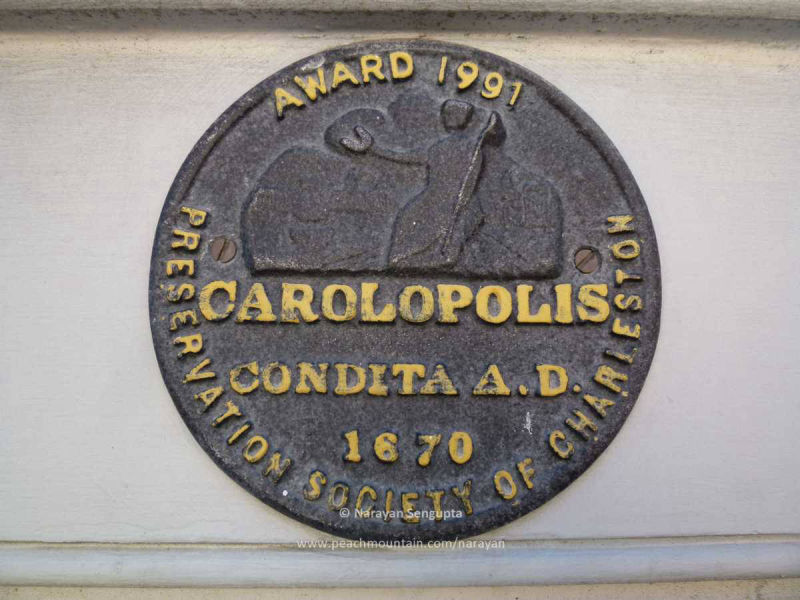 AWARD 1991
CAROLOPOLIS
CONDITA A.D.
1670
PRESERVATION SOCIETY OF CHARLESTON
© Narayan Sengupta
www.peachmountain.com/narayan